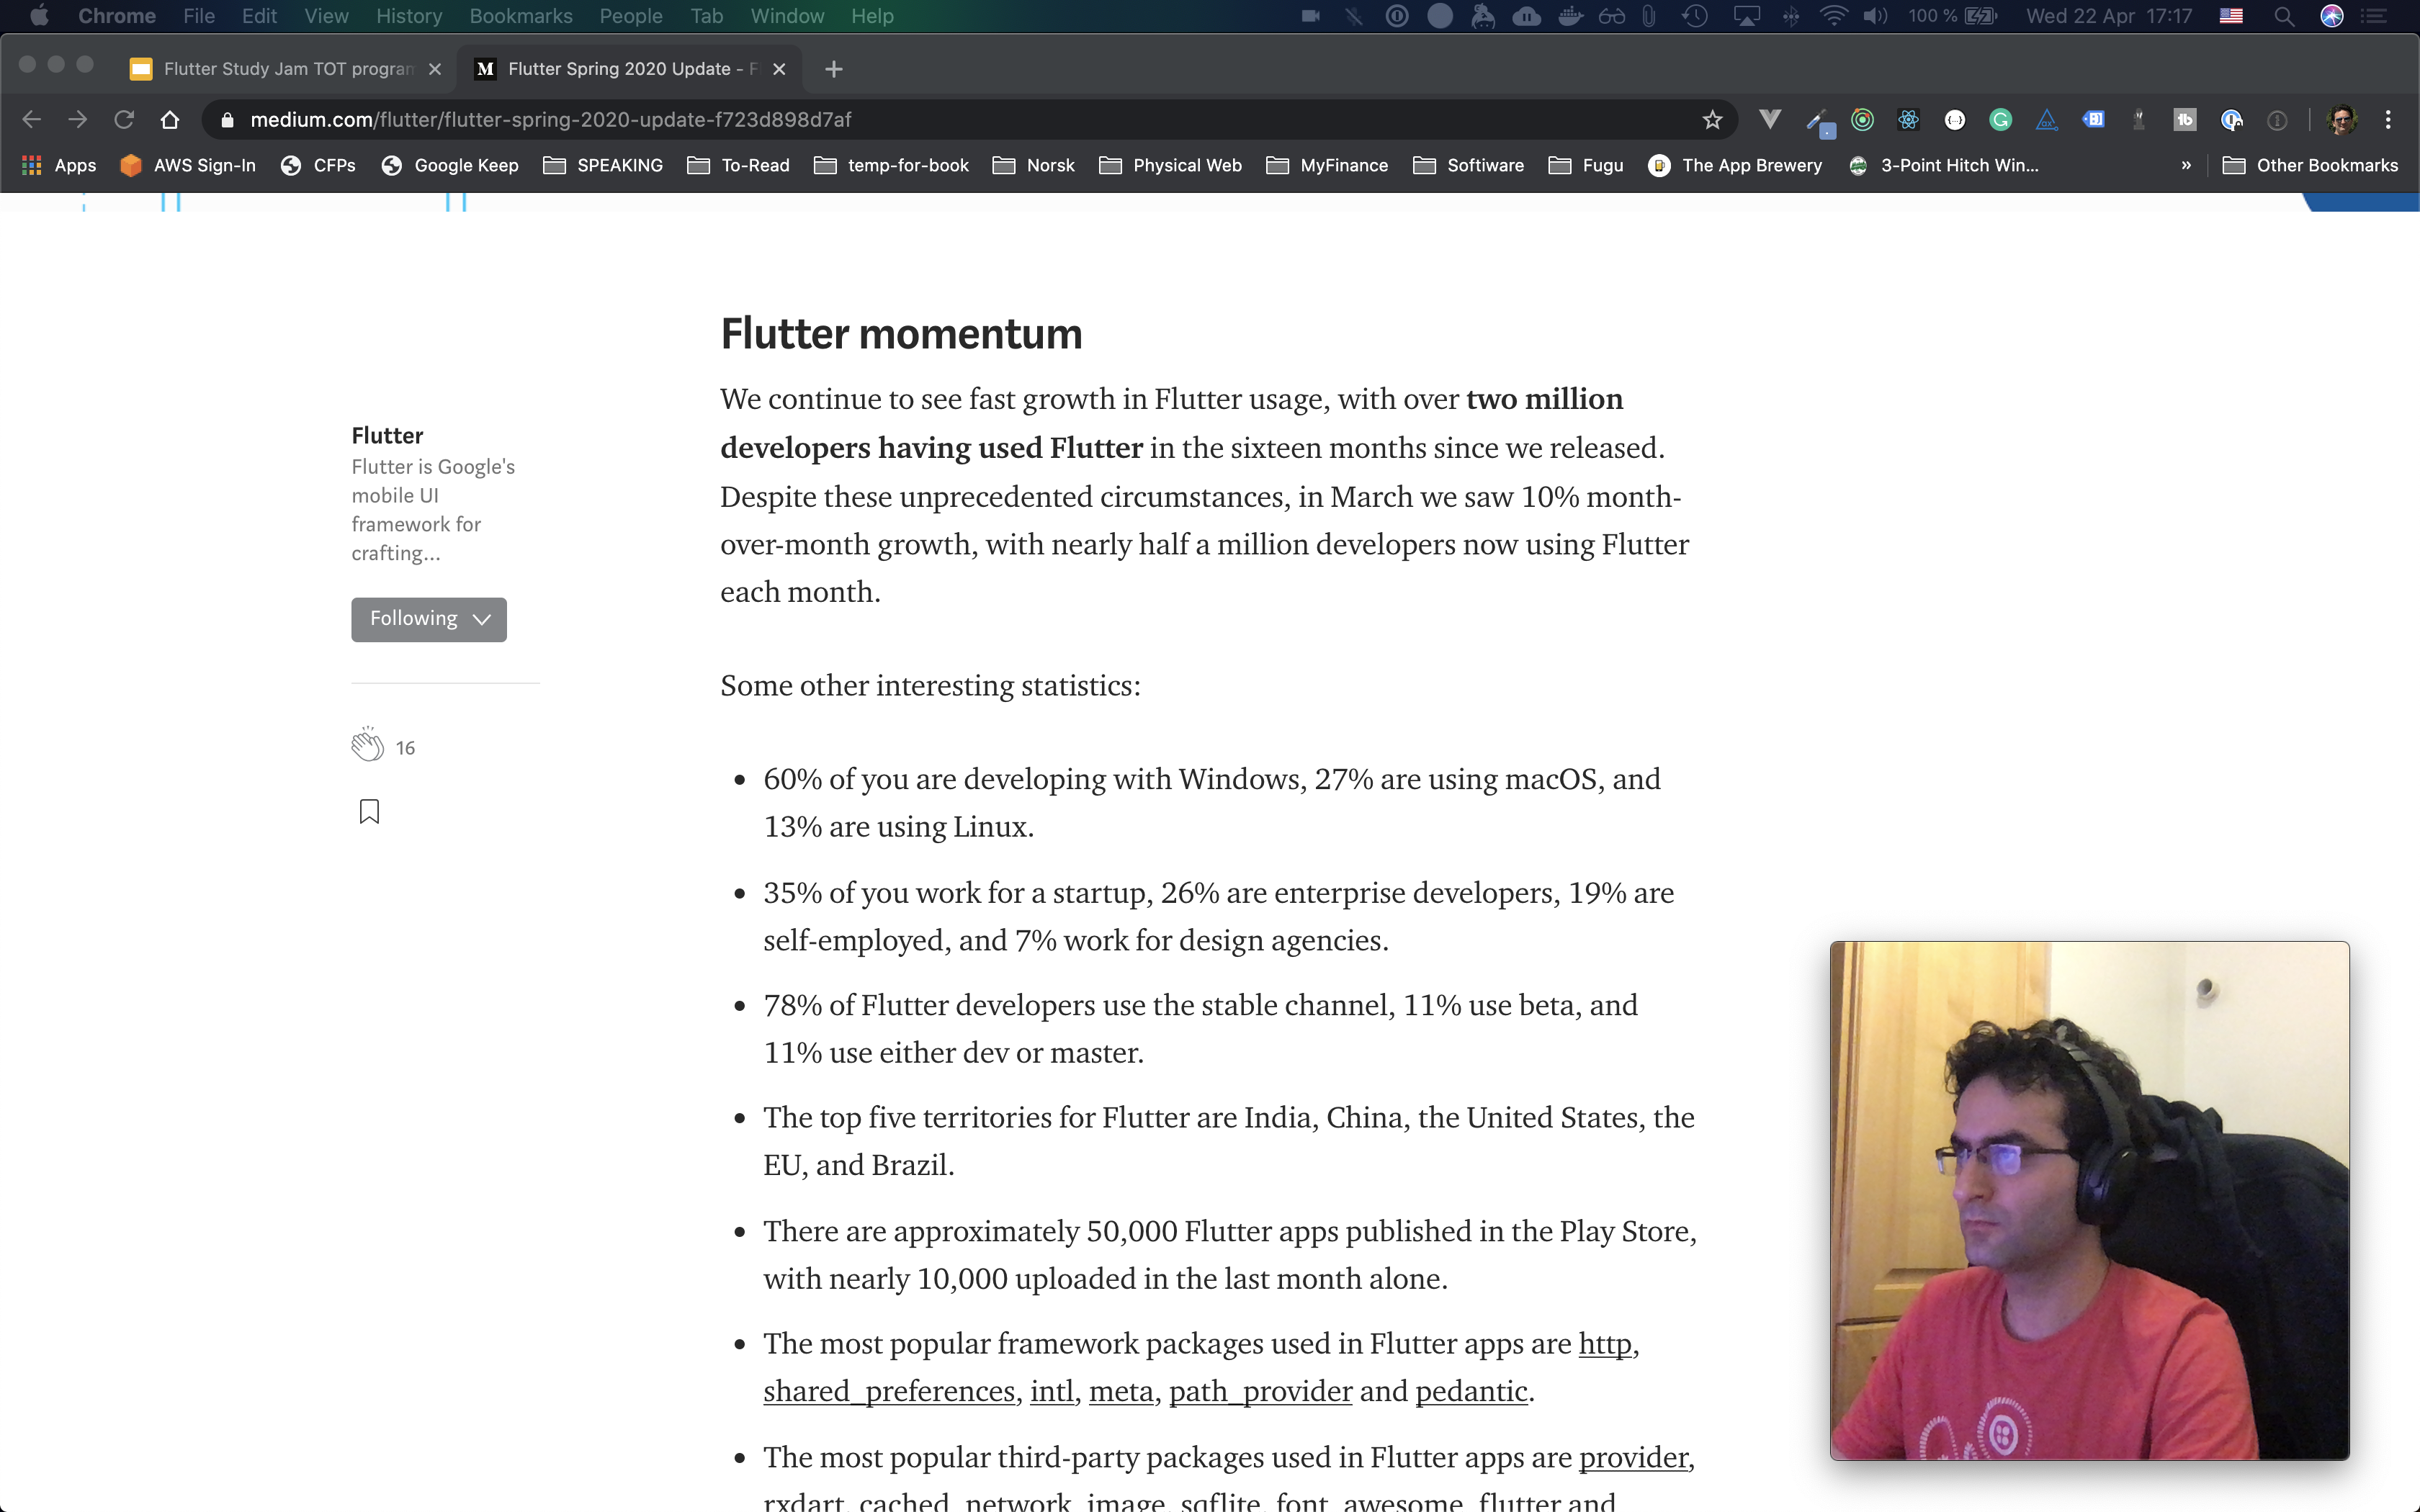 Chrome File Edit View History Bookmarks People Tab Window Help 100 % Wed 22 Apr 17:17
Flutter Study Jam TOT program Flutter Spring 2020 Update - F
medium.com/flutter/flutter-spring-2020-update-f723d898d7af
Apps AWS Sign-In CFPs Google Keep SPEAKING To-Read temp-for-book Norsk Physical Web MyFinance Softiware Fugu The App Brewery 3-Point Hitch Win... » Other Bookmarks
Flutter momentum
We continue to see fast growth in Flutter usage, with over two million
developers having used Flutter in the sixteen months since we released.
Despite these unprecedented circumstances, in March we saw 10% month-
over-month growth, with nearly half a million developers now using Flutter
each month.
Flutter
Flutter is Google's
mobile UI
framework for
crafting...
Following
16
Some other interesting statistics:
• 60% of you are developing with Windows, 27% are using macOS, and
13% are using Linux.
• 35% of you work for a startup, 26% are enterprise developers, 19% are
self-employed, and 7% work for design agencies.
• 78% of Flutter developers use the stable channel, 11% use beta, and
11% use either dev or master.
• The top five territories for Flutter are India, China, the United States, the
EU, and Brazil.
• There are approximately 50,000 Flutter apps published in the Play Store,
with nearly 10,000 uploaded in the last month alone.
• The most popular framework packages used in Flutter apps are http,
shared_preferences, intl, meta, path_provider and pedantic.
• The most popular third-party packages used in Flutter apps are provider,
rxdart, cached_network_image, sqflite, font_awesome_flutter and